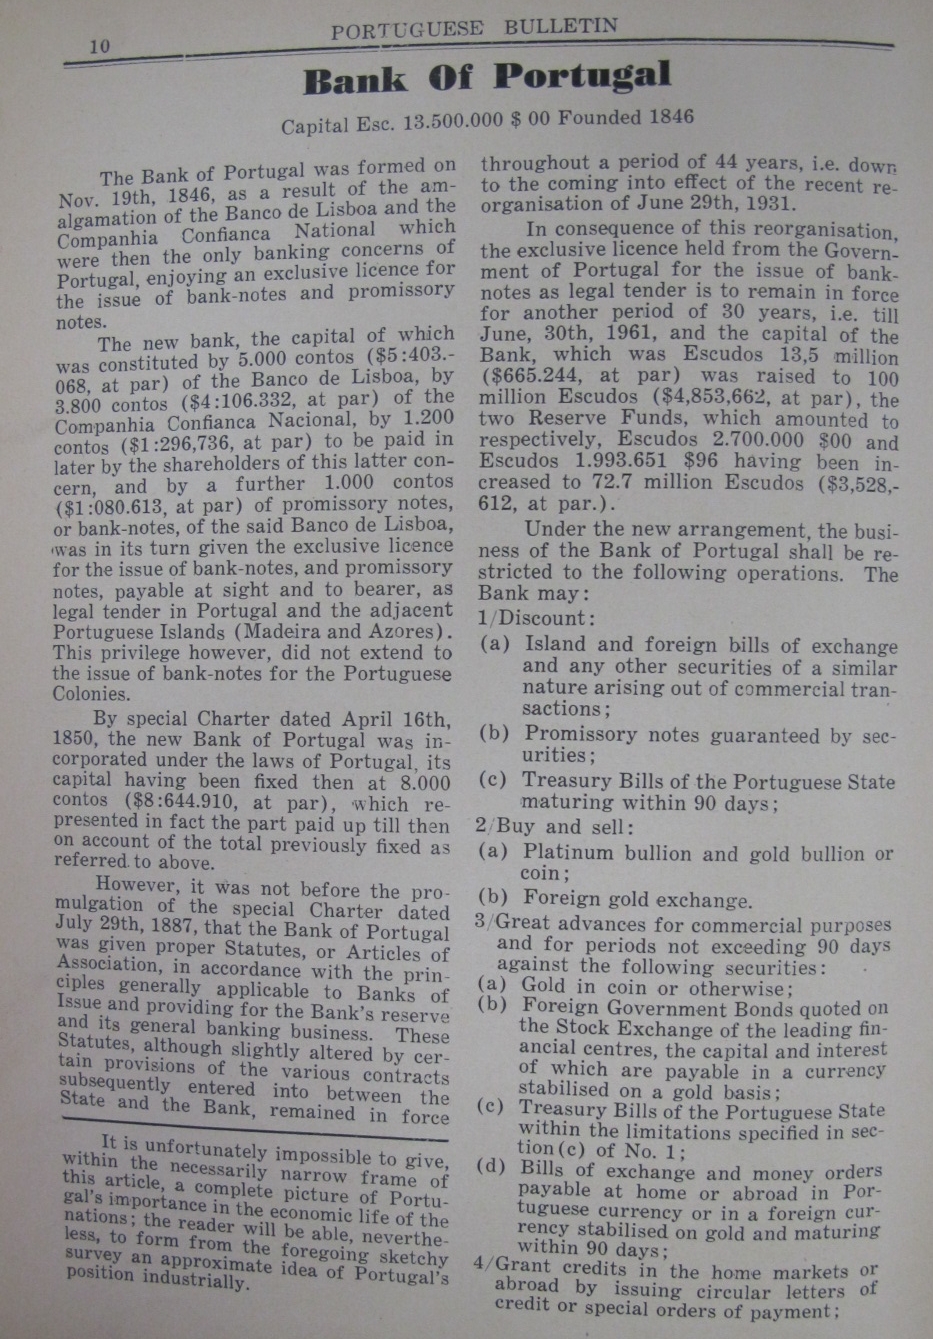 10
PORTUGUESE BULLETIN
Bank Of Portugal
Capital Esc. 13.500.000 $ 00 Founded 1846
The Bank of Portugal was formed on
Nov. 19th, 1846, as a result of the am-
algamation of the Banco de Lisboa and the
Companhia Confianca National which
were then the only banking concerns of
Portugal, enjoying an exclusive licence for
the issue of bank-notes and promissory
notes.
The new bank, the capital of which
was constituted by 5.000 contos ($5:403.-
068, at par) of the Banco de Lisboa, by
3.800 contos ($4:106.332, at par) of the
Companhia Confianca Nacional, by 1.200
contos ($1:296,736, at par) to be paid in
later by the shareholders of this latter con-
cern, and by a further 1.000 contos
($1:080.613, at par) of promissory notes,
or bank-notes, of the said Banco de Lisboa,
was in its turn given the exclusive licence
for the issue of bank-notes, and promissory
notes, payable at sight and to bearer, as
legal tender in Portugal and the adjacent
Portuguese Islands (Madeira and Azores).
This privilege however, did not extend to
the issue of bank-notes for the Portuguese
Colonies.
By special Charter dated April 16th,
1850, the new Bank of Portugal was in-
corporated under the laws of Portugal, its
capital having been fixed then at 8.000
contos ($8:644.910, at par), which re-
presented in fact the part paid up till then
on account of the total previously fixed as
referred to above.
However, it was not before the pro-
mulgation of the special Charter dated
July 29th, 1887, that the Bank of Portugal
was given proper Statutes, or Articles of
Association, in accordance with the prin-
ciples generally applicable to Banks of
Issue and providing for the Bank's reserve
and its general banking business. These
Statutes, although slightly altered by cer-
tain provisions of the various contracts
subsequently entered into between the
State and the Bank, remained in force
It is unfortunately impossible to give,
within the necessarily narrow frame of
this article, a complete picture of Portu-
gal's importance in the economic life of the
nations; the reader will be able, neverthe-
less, to form from the foregoing sketchy
survey an approximate idea of Portugal's
position industrially.
throughout a period of 44 years, i.e. down
to the coming into effect of the recent re-
organisation of June 29th, 1931.
In consequence of this reorganisation,
the exclusive licence held from the Govern-
ment of Portugal for the issue of bank-
notes as legal tender is to remain in force
for another period of 30 years, i.e. till
June, 30th, 1961, and the capital of the
Bank, which was Escudos 13,5 million
($665.244, at par) was raised to 100
million Escudos ($4,853,662, at par), the
two Reserve Funds, which amounted to
respectively, Escudos 2.700.000 $00 and
Escudos 1.993.651 $96 having been in-
creased to 72.7 million Escudos ($3,528,-
612, at par.).
Under the new arrangement, the busi-
ness of the Bank of Portugal shall be re-
stricted to the following operations. The
Bank may:
1/Discount:
(a) Island and foreign bills of exchange
and any other securities of a similar
nature arising out of commercial tran-
sactions;
(b) Promissory notes guaranteed by sec-
urities;
(c) Treasury Bills of the Portuguese State
maturing within 90 days;
2/Buy and sell:
(a) Platinum bullion and gold bullion or
coin;
(b) Foreign gold exchange.
3/Great advances for commercial purposes
and for periods not exceeding 90 days
against the following securities:
(a) Gold in coin or otherwise;
(b) Foreign Government Bonds quoted on
the Stock Exchange of the leading fin-
ancial centres, the capital and interest
of which are payable in a currency
stabilised on a gold basis;
(c) Treasury Bills of the Portuguese State
within the limitations specified in sec-
tion(c) of No. 1;
(d) Bills of exchange and money orders
payable at home or abroad in Por-
tuguese currency or in a foreign cur-
rency stabilised on gold and maturing
within 90 days;
4/Grant credits in the home markets or
abroad by issuing circular letters of
credit or special orders of payment;